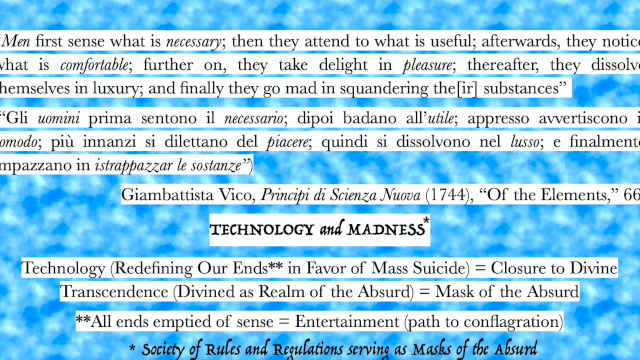 "Men first sense what is necessary; then they attend to what is useful; afterwards, they notice
what is comfortable; further on, they take delight in pleasure; thereafter, they dissolve
themselves in luxury; and finally they go mad in squandering the[ir] substances”
“Gli uomini prima sentono il necessario; dipoi badano all’utile; appresso avvertiscono i
omodo; più innanzi si dilettano del piacere; quindi si dissolvono nel lusso; e finalmente
mpazzano in istrappazzar le sostanze”)
Giambattista Vico, Principi di Scienza Nuova (1744), “Of the Elements,” 66
TECHNOLOGY and MADNESS*
Technology (Redefining Our Ends** in Favor of Mass Suicide) = Closure to Divine
Transcendence (Divined as Realm of the Absurd) = Mask of the Absurd
**All ends emptied of sense = Entertainment (path to conflagration)
* Society of Rules and Regulations serving as Masks of the Absurd